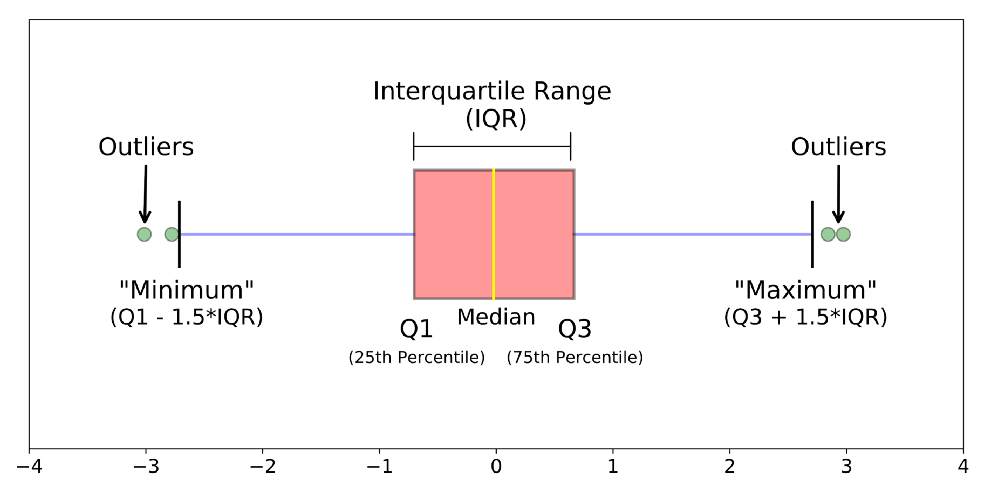 Interquartile Range
(IQR)
Outliers
Outliers
"Minimum"
(Q1 - 1.5*IQR)
"Maximum"
(Q3 + 1.5*IQR)
Q1
Median
Q3
(25th Percentile)
(75th Percentile)
−4
−3
−2
−1
0
1
2
3
4